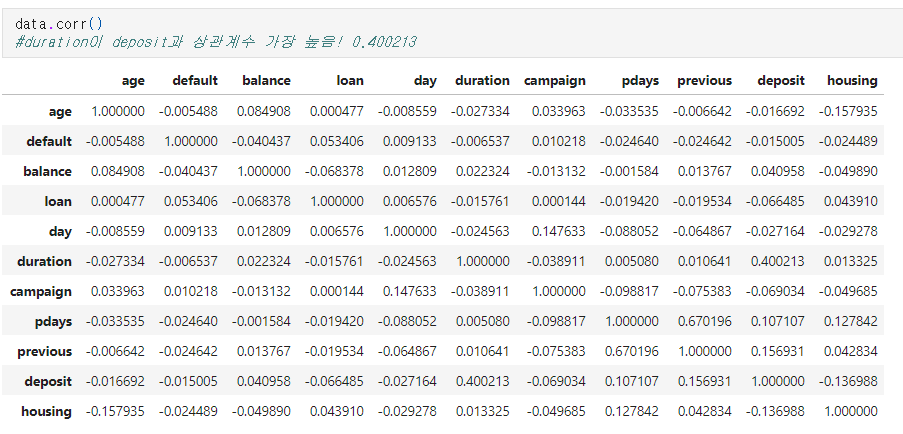 data.corr()
#duration이 deposit과 상관계수 가장 높음! 0.400213
age default balance loan day duration campaign pdays previous deposit housing
age 1.000000 -0.005488 0.084908 0.000477 -0.008559 -0.027334 0.033963 -0.033535 -0.006642 -0.016692 -0.157935
default -0.005488 1.000000 -0.040437 0.053406 0.009133 -0.006537 0.010218 -0.024640 -0.024642 -0.015005 -0.024489
balance 0.084908 -0.040437 1.000000 -0.068378 0.012809 0.022324 -0.013132 -0.001584 0.013767 0.040958 -0.049890
loan 0.000477 0.053406 -0.068378 1.000000 0.006576 -0.015761 0.000144 -0.019420 -0.019534 -0.066485 0.043910
day -0.008559 0.009133 0.012809 0.006576 1.000000 -0.024563 0.147633 -0.088052 -0.064867 -0.027164 -0.029278
duration -0.027334 -0.006537 0.022324 -0.015761 -0.024563 1.000000 -0.038911 0.005080 0.010641 0.400213 0.013325
campaign 0.033963 0.010218 -0.013132 0.000144 0.147633 -0.038911 1.000000 -0.098817 -0.075383 -0.069034 -0.049685
pdays -0.033535 -0.024640 -0.001584 -0.019420 -0.088052 0.005080 -0.098817 1.000000 0.670196 0.107107 0.127842
previous -0.006642 -0.024642 0.013767 -0.019534 -0.064867 0.010641 -0.075383 0.670196 1.000000 0.156931 0.042834
deposit -0.016692 -0.015005 0.040958 -0.066485 -0.027164 0.400213 -0.069034 0.107107 0.156931 1.000000 -0.136988
housing -0.157935 -0.024489 -0.049890 0.043910 -0.029278 0.013325 -0.049685 0.127842 0.042834 -0.136988 1.000000